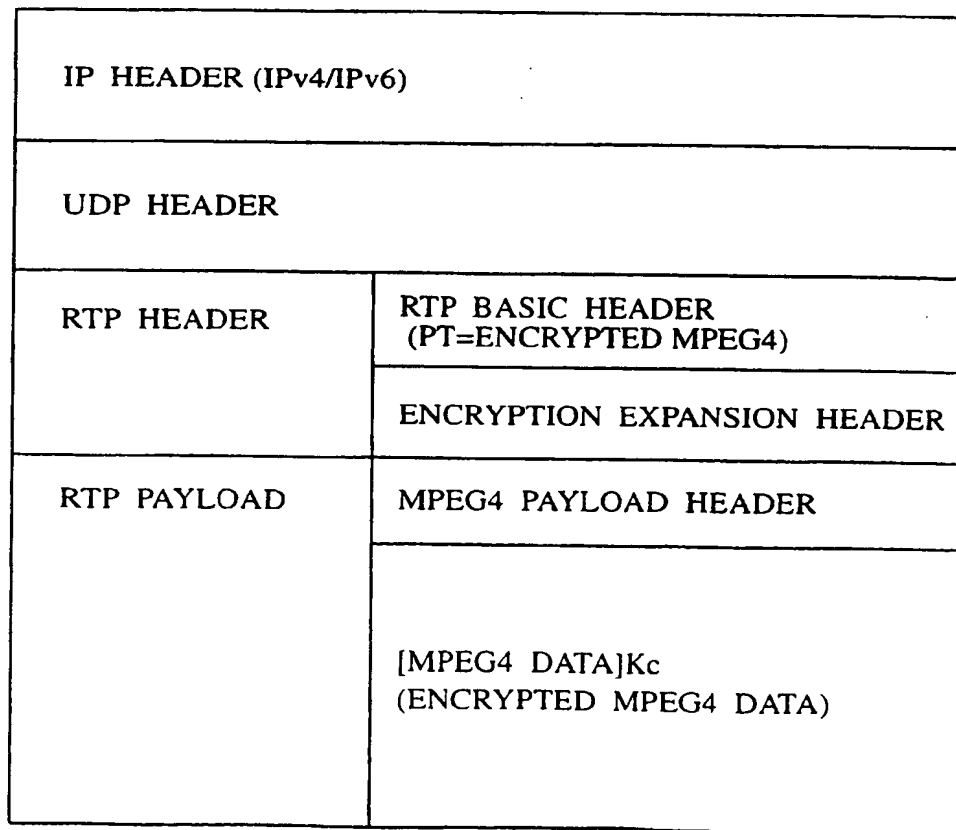 IP HEADER (IPv4/IPv6)
UDP HEADER
RTP HEADER
RTP BASIC HEADER
(PT=ENCRYPTED MPEG4)
ENCRYPTION EXPANSION HEADER
RTP PAYLOAD
MPEG4 PAYLOAD HEADER
[MPEG4 DATA]Kc
(ENCRYPTED MPEG4 DATA)